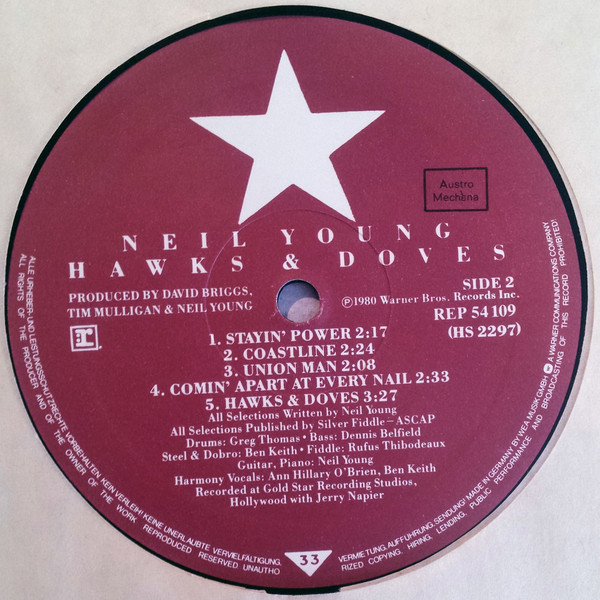 Austro
Mechana
NEIL YOUNG
HAWKS & DOVES
PRODUCED BY DAVID BRIGGS,
TIM MULLIGAN & NEIL YOUNG
SIDE 2
℗1980 Warner Bros. Records Inc.
REP 54 109
(HS 2297)
R
1. STAYIN' POWER 2:17
2. COASTLINE 2:24
3. UNION MAN 2:08
4. COMIN' APART AT EVERY NAIL 2:33
5. HAWKS & DOVES 3:27
All Selections Written by Neil Young
All Selections Published by Silver Fiddle–ASCAP
Drums: Greg Thomas • Bass: Dennis Belfield
Steel & Dobro: Ben Keith • Fiddle: Rufus Thibodeaux
Guitar, Piano: Neil Young
Harmony Vocals: Ann Hillary O'Brien, Ben Keith
Recorded at Gold Star Recording Studios,
Hollywood with Jerry Napier
33
ALLE URHEBER-UND LEISTUNGSSCHUTZRECHTE VORBEHALTEN. KEIN VERLEIH! KEINE UNERLAUBTE VERVIELFÄLTIGUNG,
VERMIETUNG, AUFFÜHRUNG, SENDUNG! MADE IN GERMANY BY WEA MUSIK GMBH. A WARNER COMMUNICATIONS COMPANY
ALL RIGHTS OF THE PRODUCER AND OF THE OWNER OF THE WORK REPRODUCED RESERVED UNAUTHO
RIZED COPYING. HIRING. LENDING. PUBLIC PERFORMANCE AND BROADCASTING OF THIS RECORD PROHIBITED!